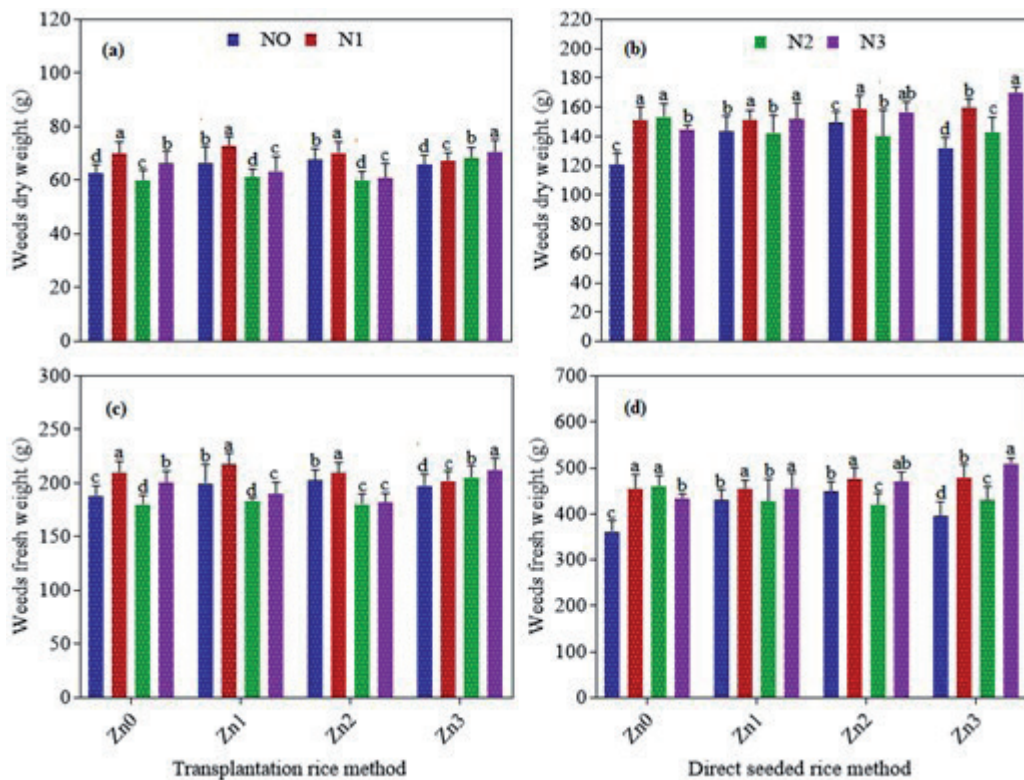 (a)
NO N1
Weeds dry weight (g)
120
100
80
60
40
20
0
d a c b
b a d c
b a c c
d c b a
(b)
N2 N3
Weeds dry weight (g)
220
200
180
160
140
120
100
80
60
40
20
0
c a a b
b a b a
c a b ab
d b c a
(c)
Weeds fresh weight (g)
300
250
200
150
100
50
0
c a d b
b a d c
b a c c
d c b a
Zn0 Zn1 Zn2 Zn3
Transplantation rice method
(d)
Weeds fresh weight (g)
700
600
500
400
300
200
100
0
c a a b
b a b a
b a c ab
d b c a
Zn0 Zn1 Zn2 Zn3
Direct seeded rice method